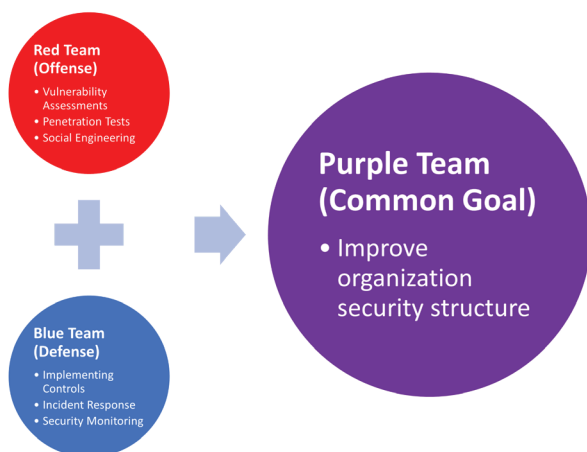 Red Team
(Offense)
• Vulnerability
Assessments
• Penetration Tests
• Social Engineering
Blue Team
(Defense)
• Implementing
Controls
• Incident Response
• Security Monitoring
Purple Team
(Common Goal)
• Improve
organization
security structure